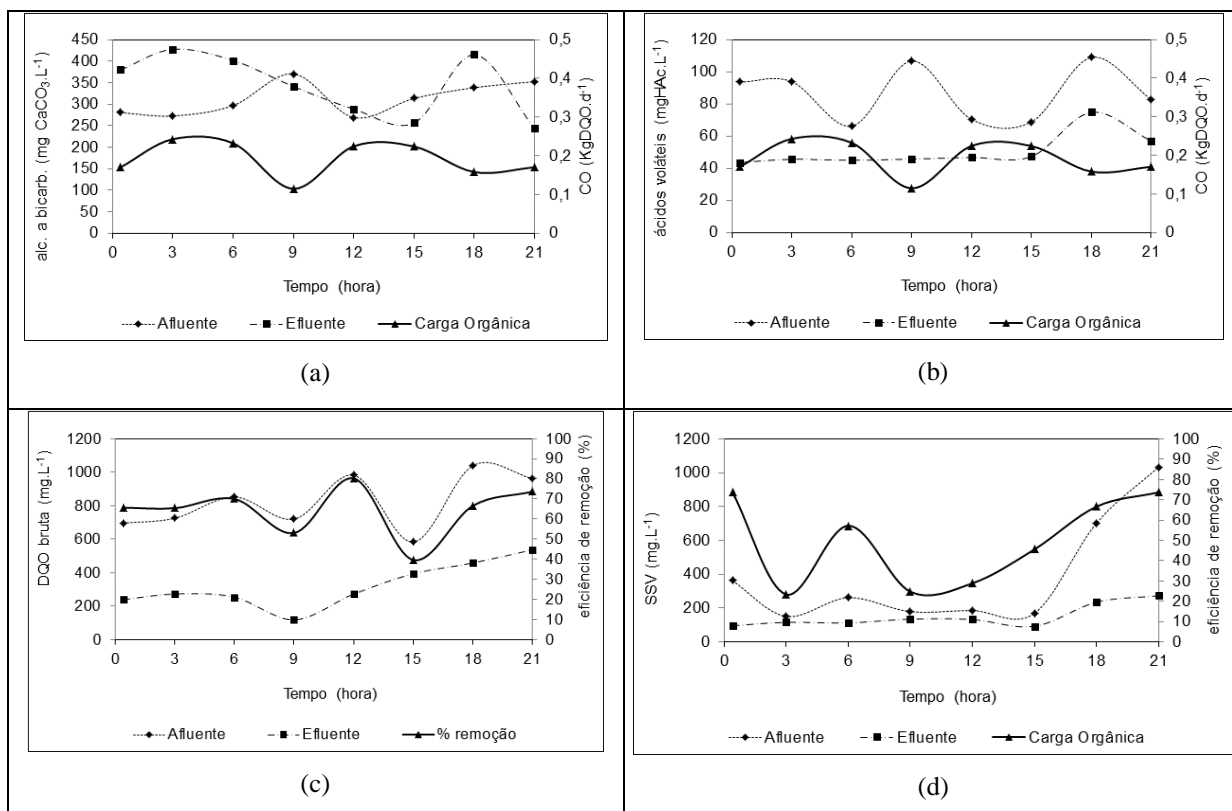 alc. a bicarb. (mg CaCO₃.L⁻¹)
450
400
350
300
250
200
150
100
50
0
0,5
0,4
0,3
0,2
0,1
0
CO (KgDQO.d⁻¹)
0 3 6 9 12 15 18 21
Tempo (hora)
Afluente Efluente Carga Orgânica
(a)
ácidos voláteis (mgHAc.L⁻¹)
120
100
80
60
40
20
0
0,5
0,4
0,3
0,2
0,1
0
CO (KgDQO.d⁻¹)
0 3 6 9 12 15 18 21
Tempo (hora)
Afluente Efluente Carga Orgânica
(b)
DQO bruta (mg.L⁻¹)
1200
1000
800
600
400
200
0
100
90
80
70
60
50
40
30
20
10
0
eficiência de remoção (%)
0 3 6 9 12 15 18 21
Tempo (hora)
Afluente Efluente % remoção
(c)
SSV (mg.L⁻¹)
1200
1000
800
600
400
200
0
100
90
80
70
60
50
40
30
20
10
0
eficiência de remoção (%)
0 3 6 9 12 15 18 21
Tempo (hora)
Afluente Efluente Carga Orgânica
(d)